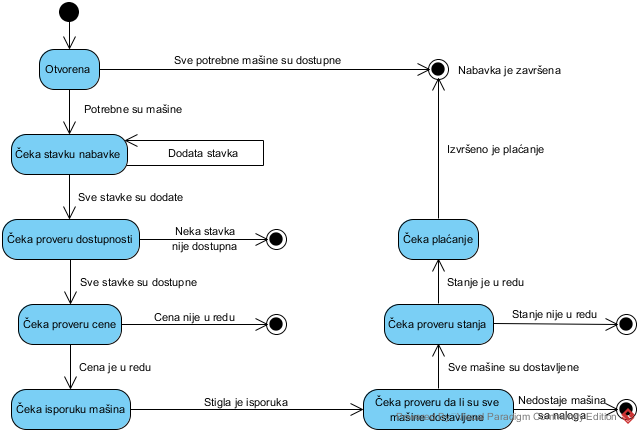 Otvorena
Sve potrebne mašine su dostupne
Nabavka je završena
Potrebne su mašine
Čeka stavku nabavke
Dodata stavka
Izvršeno je plaćanje
Sve stavke su dodate
Čeka proveru dostupnosti
Neka stavka
nije dostupna
Čeka plaćanje
Sve stavke su dostupne
Stanje je u redu
Čeka proveru cene
Cena nije u redu
Čeka proveru stanja
Stanje nije u redu
Cena je u redu
Sve mašine su dostavljene
Čeka isporuku mašina
Stigla je isporuka
Čeka proveru da li su sve
mašine dostavljene
Nedostaje mašina
sa naloga
Visual Paradigm Community Edition